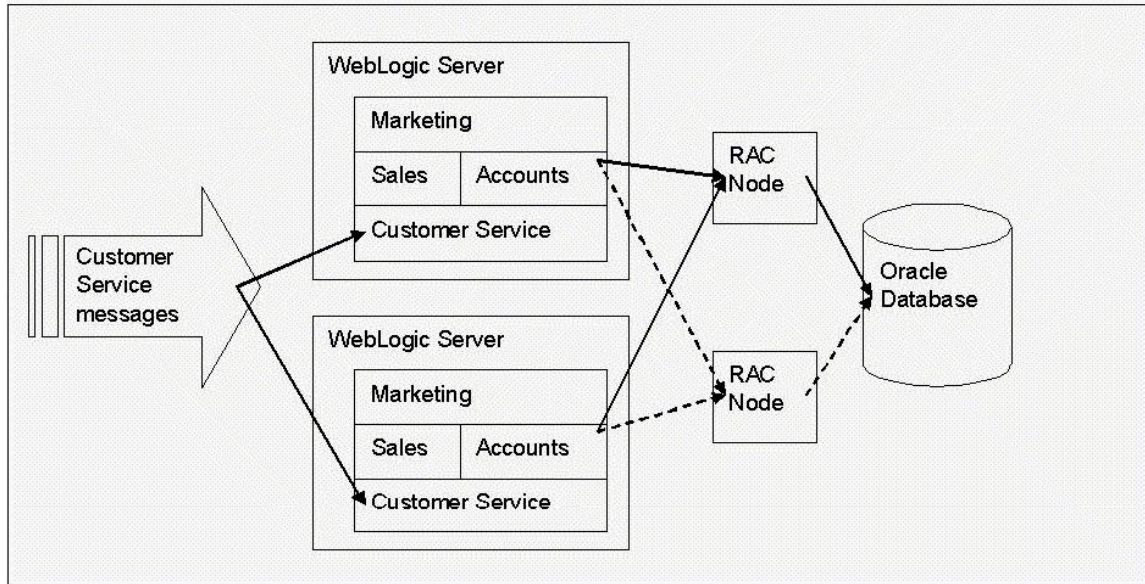 Customer
Service
messages
WebLogic Server
Marketing
Sales
Accounts
Customer Service
WebLogic Server
Marketing
Sales
Accounts
Customer Service
RAC
Node
RAC
Node
Oracle
Database